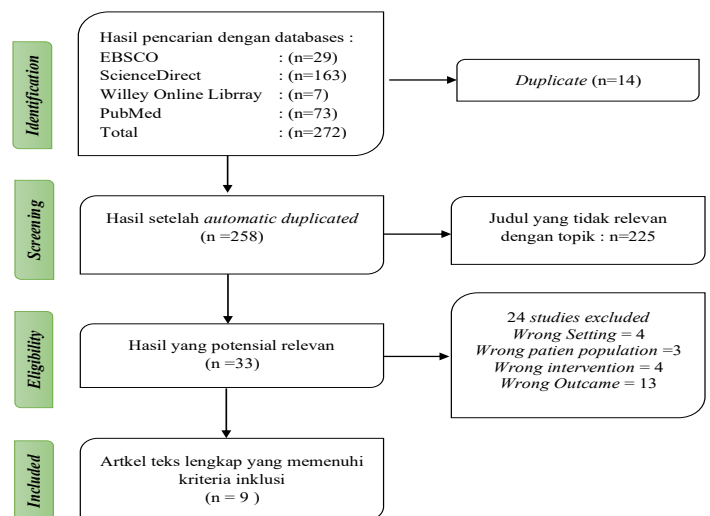 Identification
Hasil pencarian dengan databases :
EBSCO : (n=29)
ScienceDirect : (n=163)
Willey Online Librray : (n=7)
PubMed : (n=73)
Total : (n=272)
Duplicate (n=14)
Screening
Hasil setelah automatic duplicated
(n =258)
Judul yang tidak relevan
dengan topik : n=225
Eligibility
Hasil yang potensial relevan
(n =33)
24 studies excluded
Wrong Setting = 4
Wrong patien population =3
Wrong intervention = 4
Wrong Outcame = 13
Included
Artkel teks lengkap yang memenuhi
kriteria inklusi
(n = 9 )